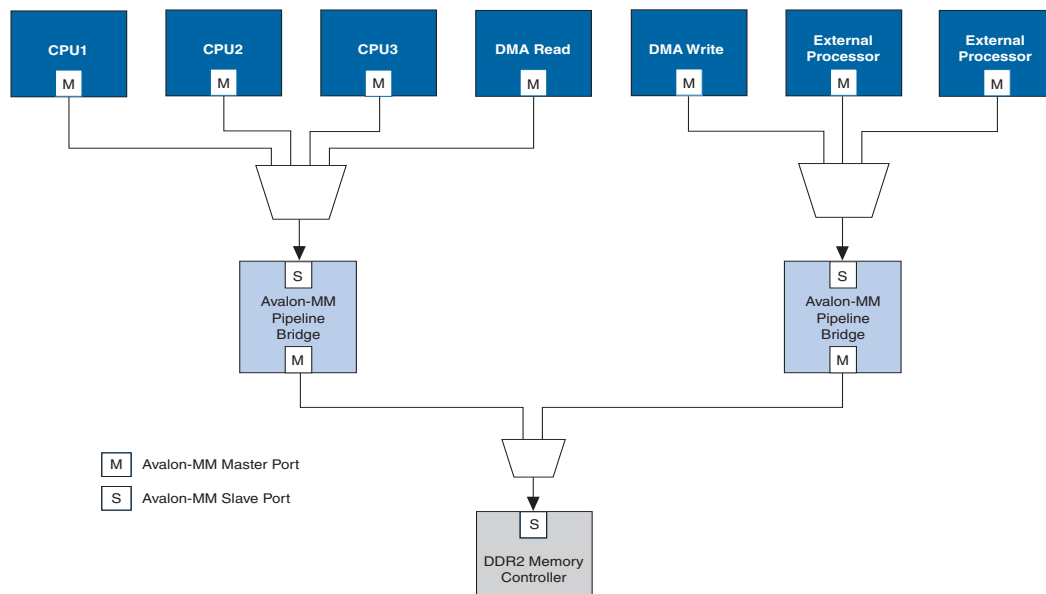 CPU1
M
CPU2
M
CPU3
M
DMA Read
M
DMA Write
M
External
Processor
M
External
Processor
M
S
Avalon-MM
Pipeline
Bridge
M
S
Avalon-MM
Pipeline
Bridge
M
M Avalon-MM Master Port
S Avalon-MM Slave Port
S
DDR2 Memory
Controller